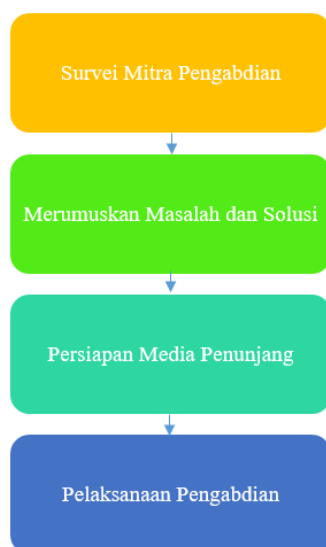 Survei Mitra Pengabdian
Merumuskan Masalah dan Solusi
Persiapan Media Penunjang
Pelaksanaan Pengabdian